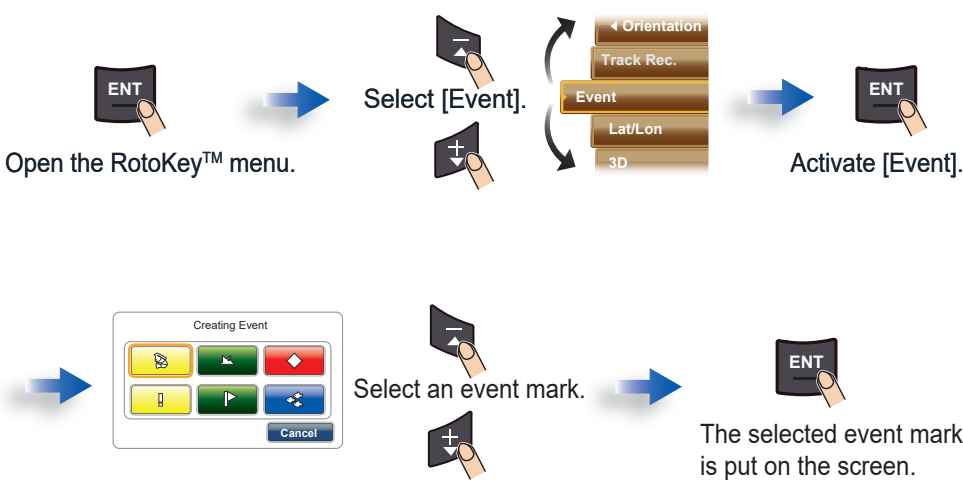 ENT
Open the RotoKey™ menu.
−
Select [Event].
+
◀ Orientation
Track Rec.
Event
Lat/Lon
3D
ENT
Activate [Event].
Creating Event
!
Cancel
−
Select an event mark.
+
ENT
The selected event mark
is put on the screen.